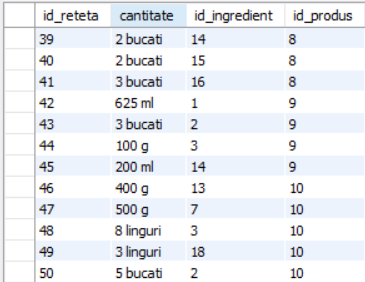 id_reteta cantitate id_ingredient id_produs
39 2 bucati 14 8
40 2 bucati 15 8
41 3 bucati 16 8
42 625 ml 1 9
43 3 bucati 2 9
44 100 g 3 9
45 200 ml 14 9
46 400 g 13 10
47 500 g 7 10
48 8 linguri 3 10
49 3 linguri 18 10
50 5 bucati 2 10